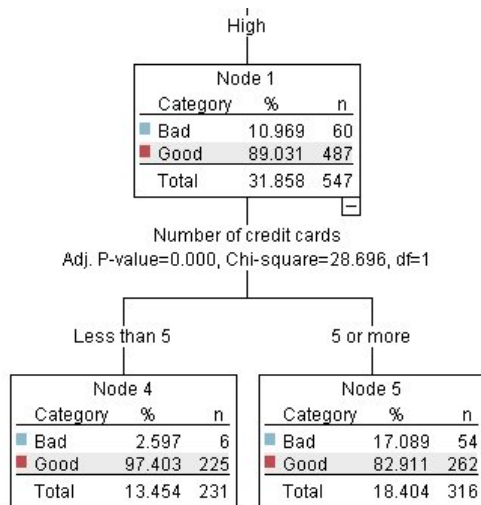 High
Node 1
Category % n
Bad 10.969 60
Good 89.031 487
Total 31.858 547
Number of credit cards
Adj. P-value=0.000, Chi-square=28.696, df=1
Less than 5
5 or more
Node 4
Category % n
Bad 2.597 6
Good 97.403 225
Total 13.454 231
Node 5
Category % n
Bad 17.089 54
Good 82.911 262
Total 18.404 316